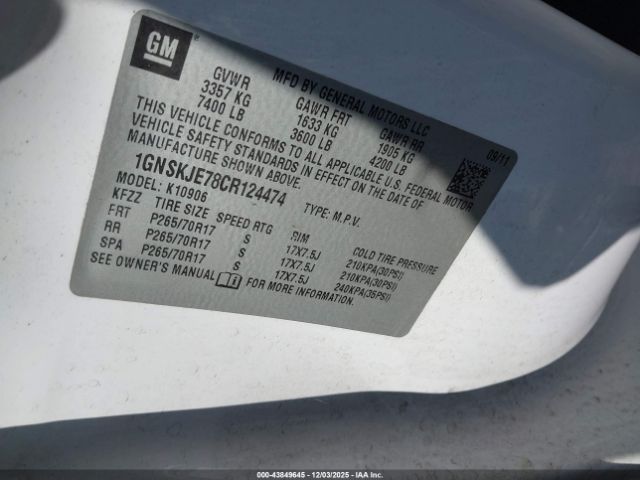 GM
MFD BY GENERAL MOTORS LLC
GVWR GAWR FRT GAWR RR
3357 KG 1633 KG 1905 KG
7400 LB 3600 LB 4200 LB
09/11
THIS VEHICLE CONFORMS TO ALL APPLICABLE U.S. FEDERAL MOTOR
VEHICLE SAFETY STANDARDS IN EFFECT ON THE DATE OF
MANUFACTURE SHOWN ABOVE.
1GNSKJE78CR124474 TYPE: M.P.V.
MODEL: K10906
KFZZ TIRE SIZE SPEED RTG RIM COLD TIRE PRESSURE
FRT P265/70R17 S 17X7.5J 210KPA(30PSI)
RR P265/70R17 S 17X7.5J 210KPA(30PSI)
SPA P265/70R17 S 17X7.5J 240KPA(35PSI)
SEE OWNER'S MANUAL FOR MORE INFORMATION.
000-43849645 - 12/03/2025 - IAAI.COM